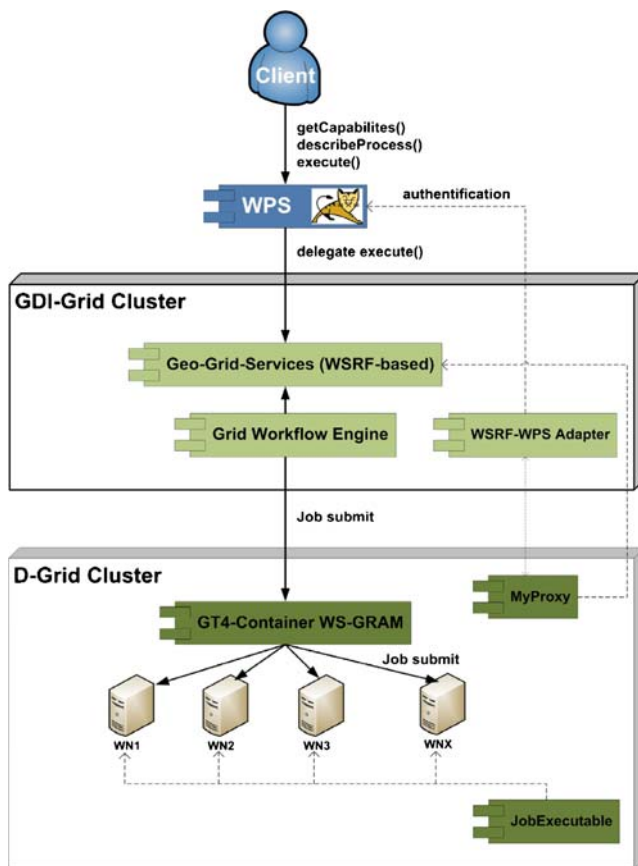 Client
getCapabilites()
describeProcess()
execute()
WPS
authentification
delegate execute()
GDI-Grid Cluster
Geo-Grid-Services (WSRF-based)
Grid Workflow Engine
WSRF-WPS Adapter
Job submit
D-Grid Cluster
MyProxy
GT4-Container WS-GRAM
Job submit
WN1
WN2
WN3
WNX
JobExecutable